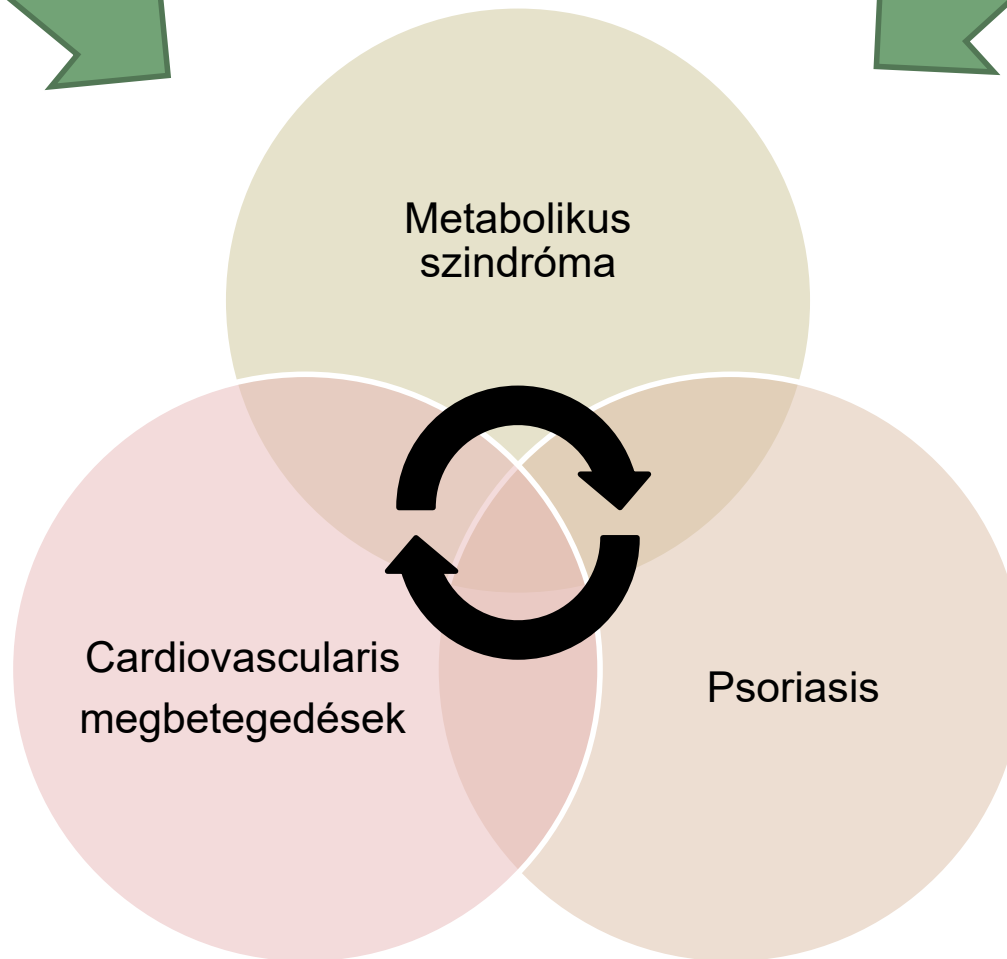 Metabolikus
szindróma
Cardiovascularis
megbetegedések
Psoriasis